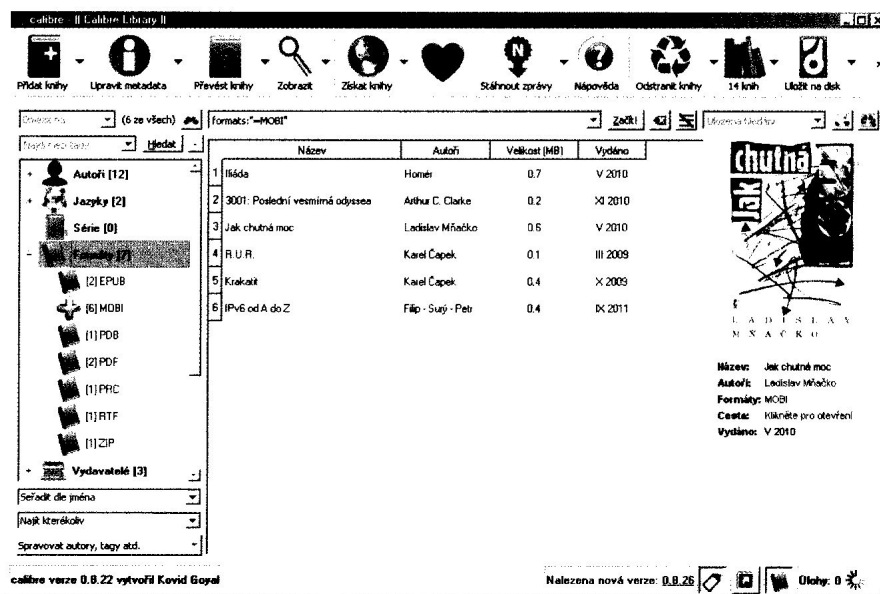 calibre - || Calibre Library ||
Přidat knihy
Upravit metadata
Převést knihy
Zobrazit
Získat knihy
N
Stáhnout zprávy
Nápověda
Odstranit knihy
14 knih
Uložit na disk
(6 ze všech)
formats:"=MOBI"
Začít
Hledat
Název Autoři Velikost (MB) Vydáno
1 Iliáda Homér 0.7 V 2010
2 3001: Poslední vesmírná odyssea Arthur C. Clarke 0.2 XI 2010
3 Jak chutná moc Ladislav Mňačko 0.6 V 2010
4 R.U.R. Karel Čapek 0.1 III 2009
5 Krakatit Karel Čapek 0.4 X 2009
6 IPv6 od A do Z Filip - Surý - Petr 0.4 IX 2011
Autoři [12]
Jazyky [2]
Série [0]
Formáty [7]
[2] EPUB
[6] MOBI
[1] PDB
[2] PDF
[1] PRC
[1] RTF
[1] ZIP
Vydavatelé [3]
Seřadit dle jména
Najít kterékoliv
Spravovat autory, tagy atd.
Jak chutná
LADISLAV
MŇAČKO
Název: Jak chutná moc
Autoři: Ladislav Mňačko
Formáty: MOBI
Cesta: Klikněte pro otevření
Vydáno: V 2010
calibre verze 0.8.22 vytvořil Kovid Goyal
Nalezena nová verze: 0.8.26
Úlohy: 0